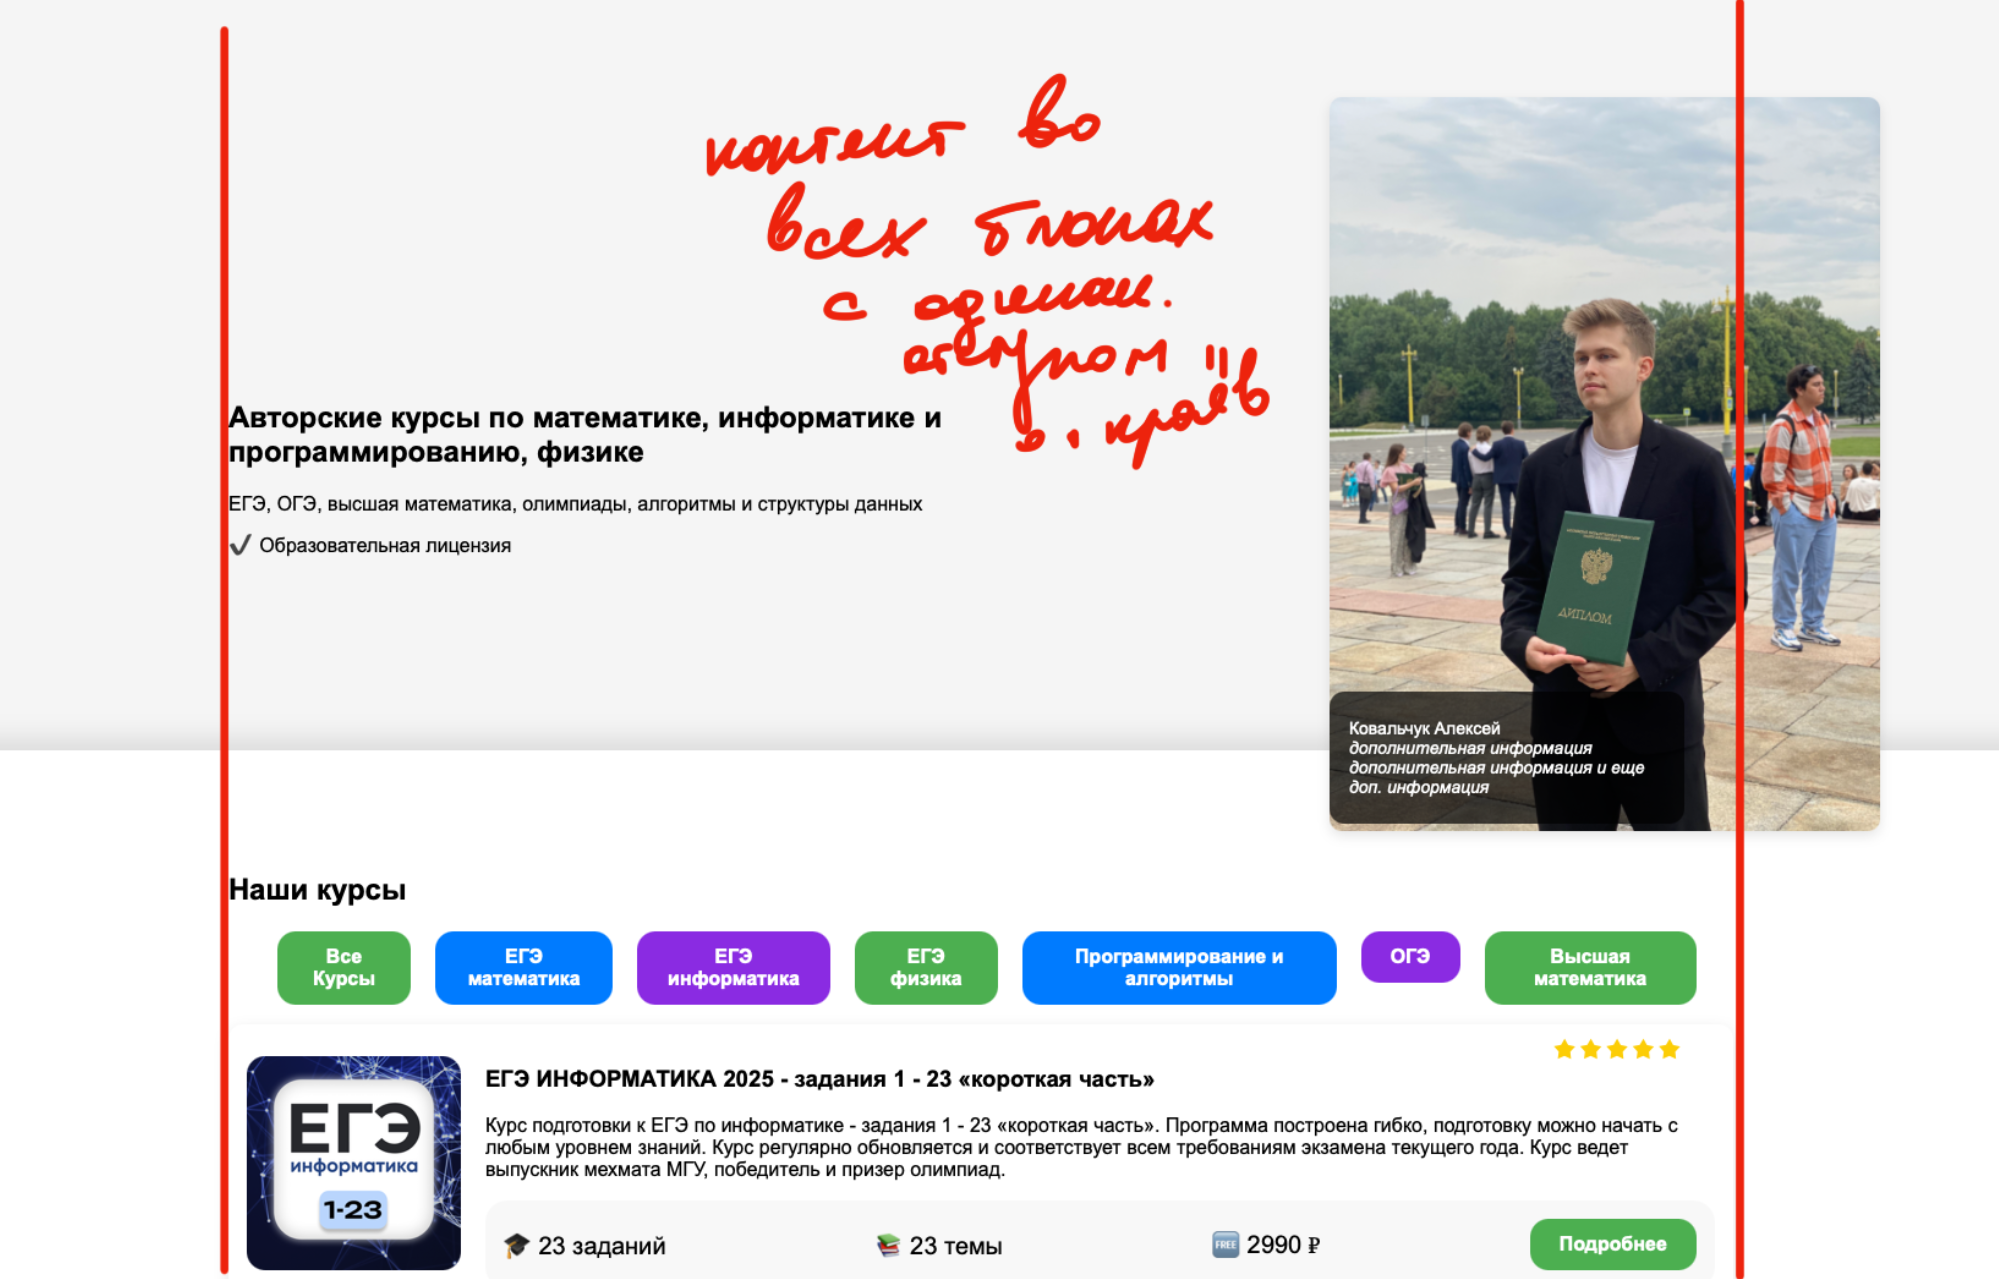 контент во
всех блоках
с одинак.
отступом
краёв
Авторские курсы по математике, информатике и
программированию, физике
ЕГЭ, ОГЭ, высшая математика, олимпиады, алгоритмы и структуры данных
✔ Образовательная лицензия
ДИПЛОМ
Ковальчук Алексей
дополнительная информация
дополнительная информация и еще
доп. информация
Наши курсы
Все
Курсы
ЕГЭ
математика
ЕГЭ
информатика
ЕГЭ
физика
Программирование и
алгоритмы
ОГЭ
Высшая
математика
ЕГЭ
информатика
1-23
ЕГЭ ИНФОРМАТИКА 2025 - задания 1 - 23 «короткая часть»
Курс подготовки к ЕГЭ по информатике - задания 1 - 23 «короткая часть». Программа построена гибко, подготовку можно начать с
любым уровнем знаний. Курс регулярно обновляется и соответствует всем требованиям экзамена текущего года. Курс ведет
выпускник мехмата МГУ, победитель и призер олимпиад.
🎓 23 заданий
📚 23 темы
🆓 2990 ₽
Подробнее